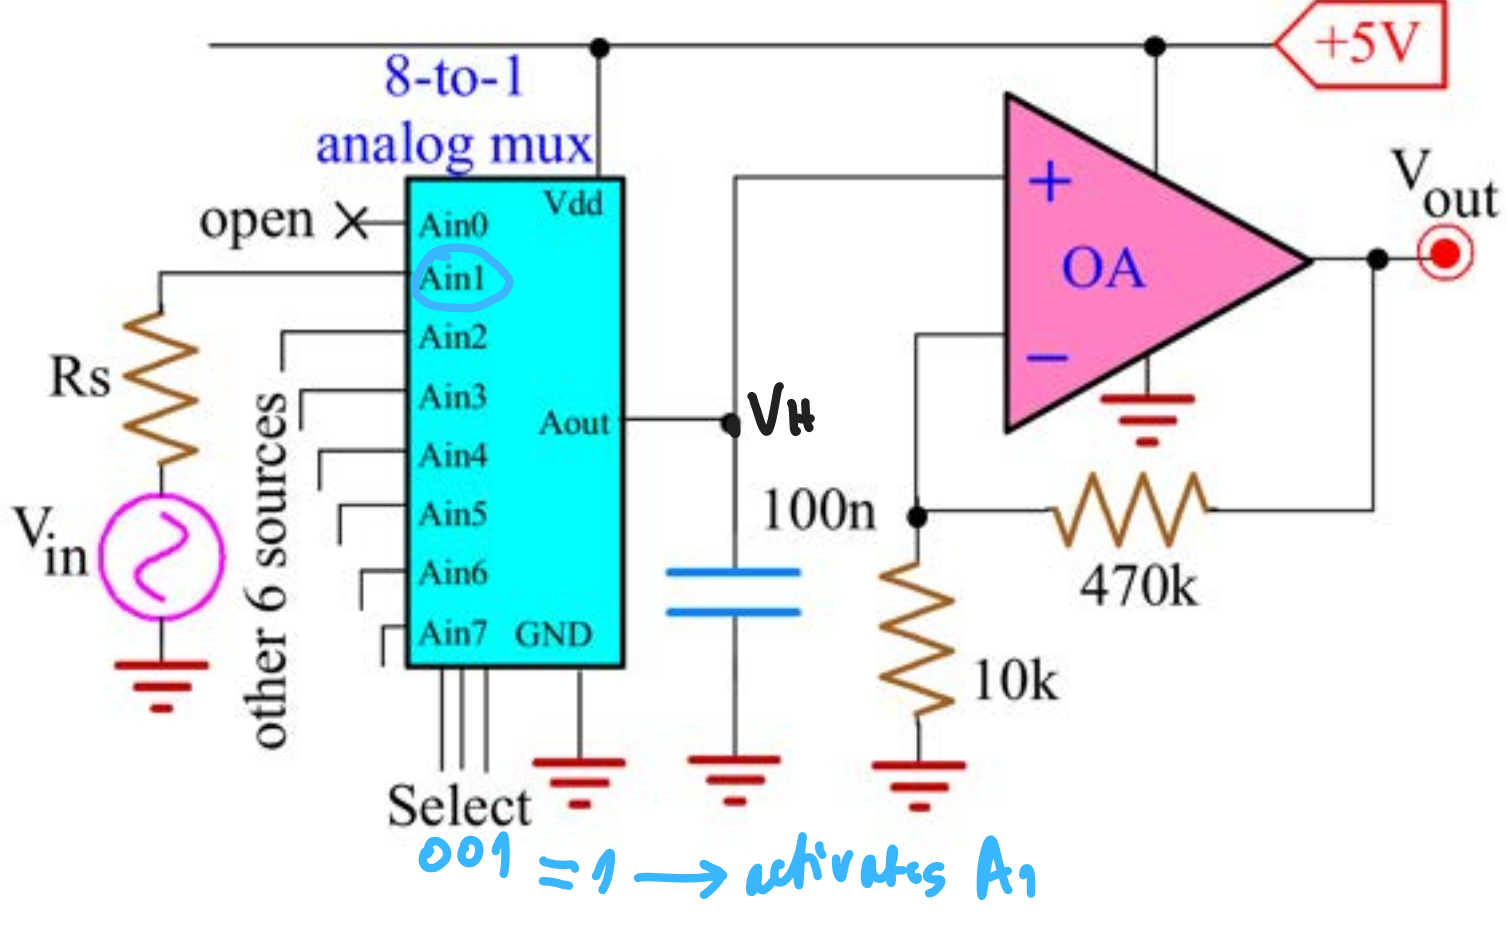 +5V
8-to-1
analog mux
Vdd
open
Ain0
Ain1
Ain2
Ain3
Ain4
Ain5
Ain6
Ain7
Aout
GND
Rs
Vin
other 6 sources
Select
VH
100n
+
OA
−
Vout
470k
10k
001 = 1 → activates A1